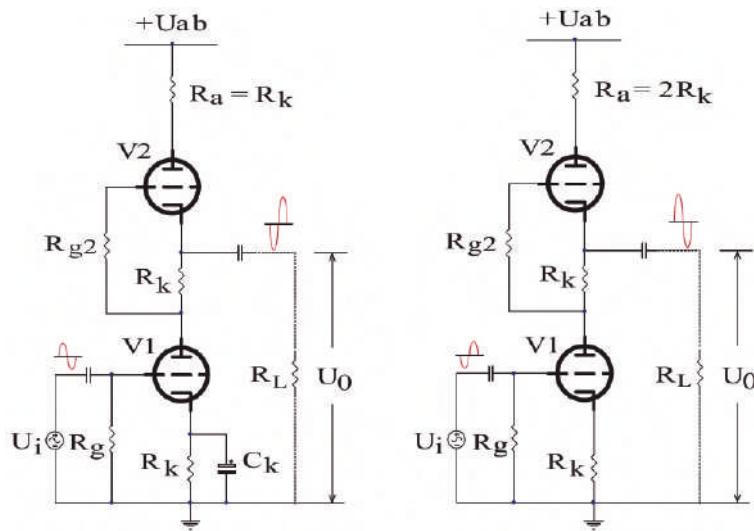 +Uab
Ra = Rk
V2
Rg2
Rk
V1
RL
U0
Ui
Rg
Rk
Ck
+Uab
Ra = 2Rk
V2
Rg2
Rk
V1
RL
U0
Ui
Rg
Rk